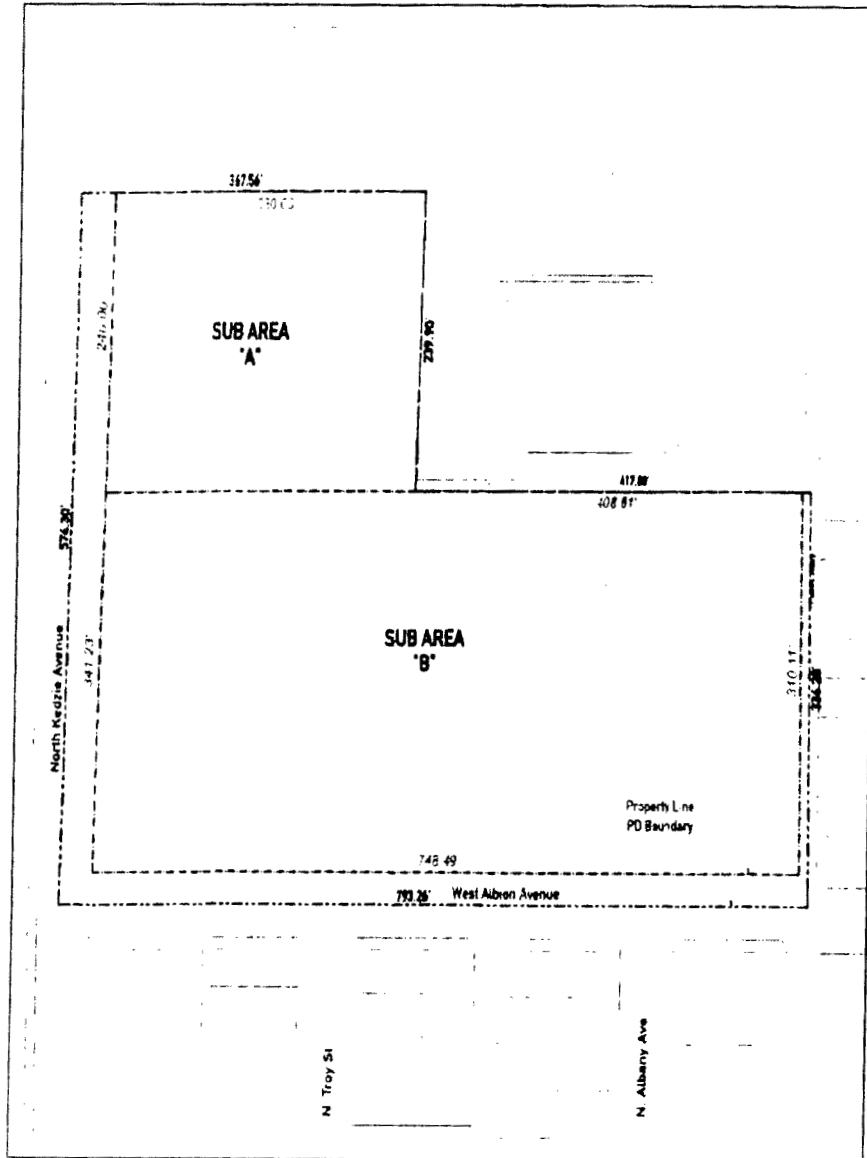 367.56'
SUB AREA
"A"
239.90'
417.00'
408.81'
574.30'
North Kedzie Avenue
341.23'
SUB AREA
"B"
310.11'
Property Line
PD Boundary
748.49
793.26'
West Albion Avenue
N. Troy St
N. Albany Ave